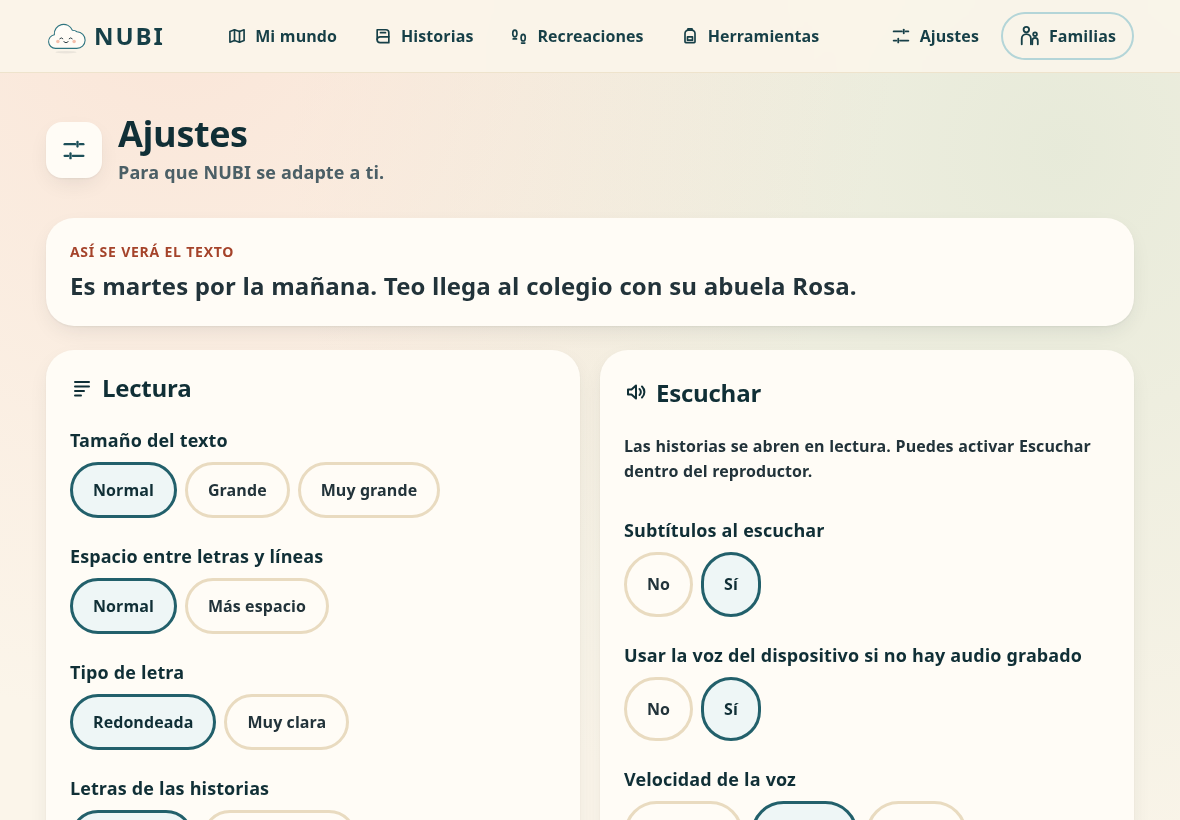 NUBI
Mi mundo
Historias
Recreaciones
Herramientas
Ajustes
Familias
Ajustes
Para que NUBI se adapte a ti.
ASÍ SE VERÁ EL TEXTO
Es martes por la mañana. Teo llega al colegio con su abuela Rosa.
Lectura
Tamaño del texto
Normal
Grande
Muy grande
Espacio entre letras y líneas
Normal
Más espacio
Tipo de letra
Redondeada
Muy clara
Letras de las historias
Escuchar
Las historias se abren en lectura. Puedes activar Escuchar
dentro del reproductor.
Subtítulos al escuchar
No
Sí
Usar la voz del dispositivo si no hay audio grabado
No
Sí
Velocidad de la voz